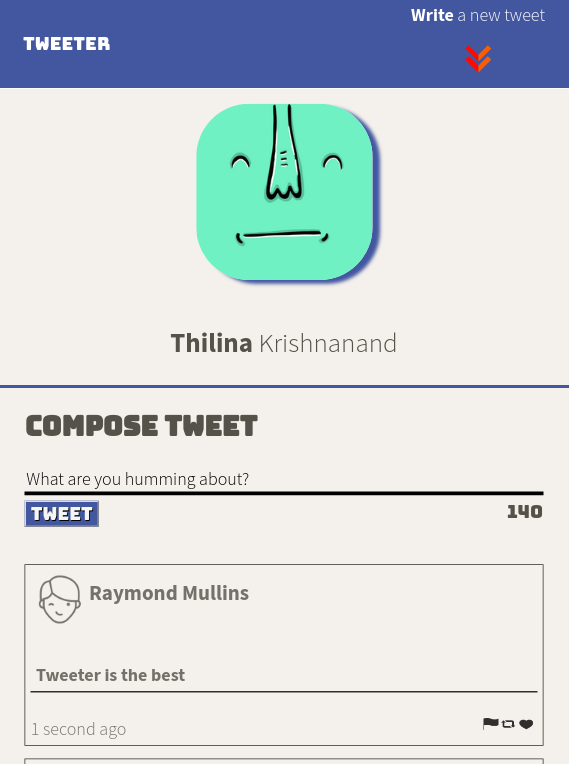 Write a new tweet
TWEETER
Thilina Krishnanand
COMPOSE TWEET
What are you humming about?
TWEET
140
Raymond Mullins
Tweeter is the best
1 second ago